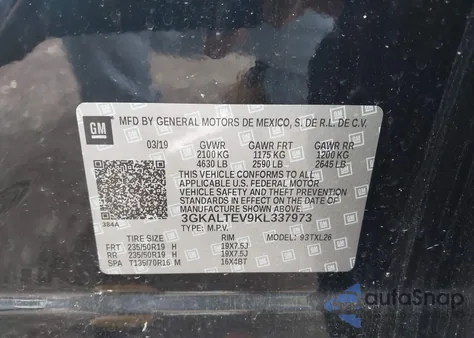 GM
MFD BY GENERAL MOTORS DE MEXICO, S. DE R.L. DE C.V.
03/19 GVWR GAWR FRT GAWR RR
2100 KG 1175 KG 1200 KG
4630 LB 2590 LB 2645 LB
THIS VEHICLE CONFORMS TO ALL
APPLICABLE U.S. FEDERAL MOTOR VEHICLE
SAFETY AND THEFT PREVENTION STANDARDS
IN EFFECT ON THE DATE OF MANUFACTURE
SHOWN ABOVE.
3GKALTEV9KL337973
384A
TYPE: M.P.V. MODEL: 93TXL26
TIRE SIZE RIM
FRT 235/50R19 H 19X7.5J
RR 235/50R19 H 19X7.5J
SPA T135/70R16 M 16X4BT
autoSnap